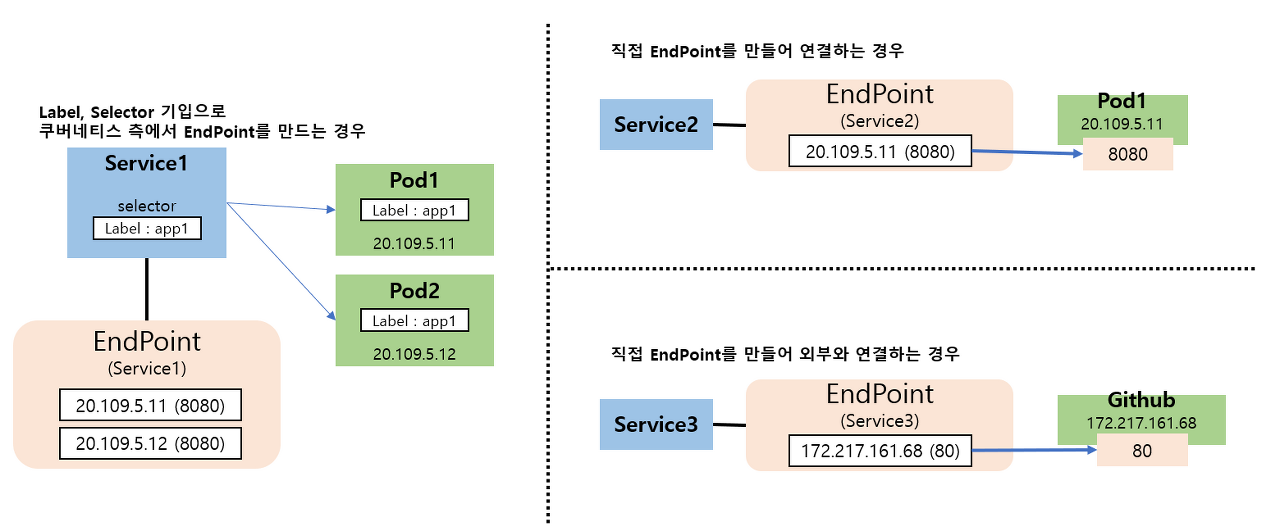 Label, Selector 기입으로
쿠버네티스 측에서 EndPoint를 만드는 경우
Service1
selector
Label : app1
Pod1
Label : app1
20.109.5.11
Pod2
Label : app1
20.109.5.12
EndPoint
(Service1)
20.109.5.11 (8080)
20.109.5.12 (8080)
직접 EndPoint를 만들어 연결하는 경우
Service2
EndPoint
(Service2)
20.109.5.11 (8080)
Pod1
20.109.5.11
8080
직접 EndPoint를 만들어 외부와 연결하는 경우
Service3
EndPoint
(Service3)
172.217.161.68 (80)
Github
172.217.161.68
80